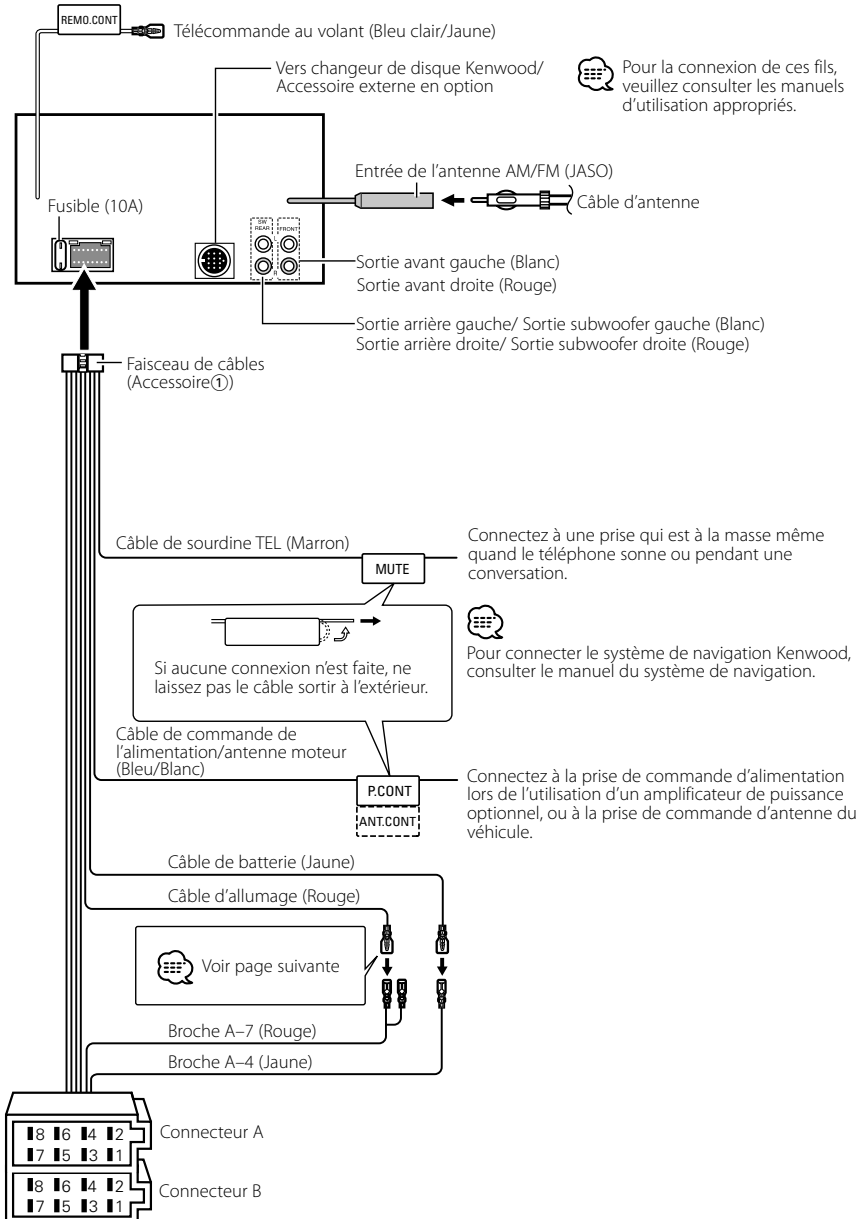 REMO.CONT
Télécommande au volant (Bleu clair/Jaune)
Vers changeur de disque Kenwood/
Accessoire externe en option
Pour la connexion de ces fils,
veuillez consulter les manuels
d'utilisation appropriés.
Entrée de l'antenne AM/FM (JASO)
Câble d'antenne
Fusible (10A)
SW
REAR
FRONT
L
R
Sortie avant gauche (Blanc)
Sortie avant droite (Rouge)
Sortie arrière gauche/ Sortie subwoofer gauche (Blanc)
Sortie arrière droite/ Sortie subwoofer droite (Rouge)
Faisceau de câbles
(Accessoire①)
Câble de sourdine TEL (Marron)
MUTE
Connectez à une prise qui est à la masse même
quand le téléphone sonne ou pendant une
conversation.
Si aucune connexion n'est faite, ne
laissez pas le câble sortir à l'extérieur.
Pour connecter le système de navigation Kenwood,
consulter le manuel du système de navigation.
Câble de commande de
l'alimentation/antenne moteur
(Bleu/Blanc)
P.CONT
ANT.CONT
Connectez à la prise de commande d'alimentation
lors de l'utilisation d'un amplificateur de puissance
optionnel, ou à la prise de commande d'antenne du
véhicule.
Câble de batterie (Jaune)
Câble d'allumage (Rouge)
Voir page suivante
Broche A–7 (Rouge)
Broche A–4 (Jaune)
8 6 4 2
7 5 3 1
Connecteur A
8 6 4 2
7 5 3 1
Connecteur B